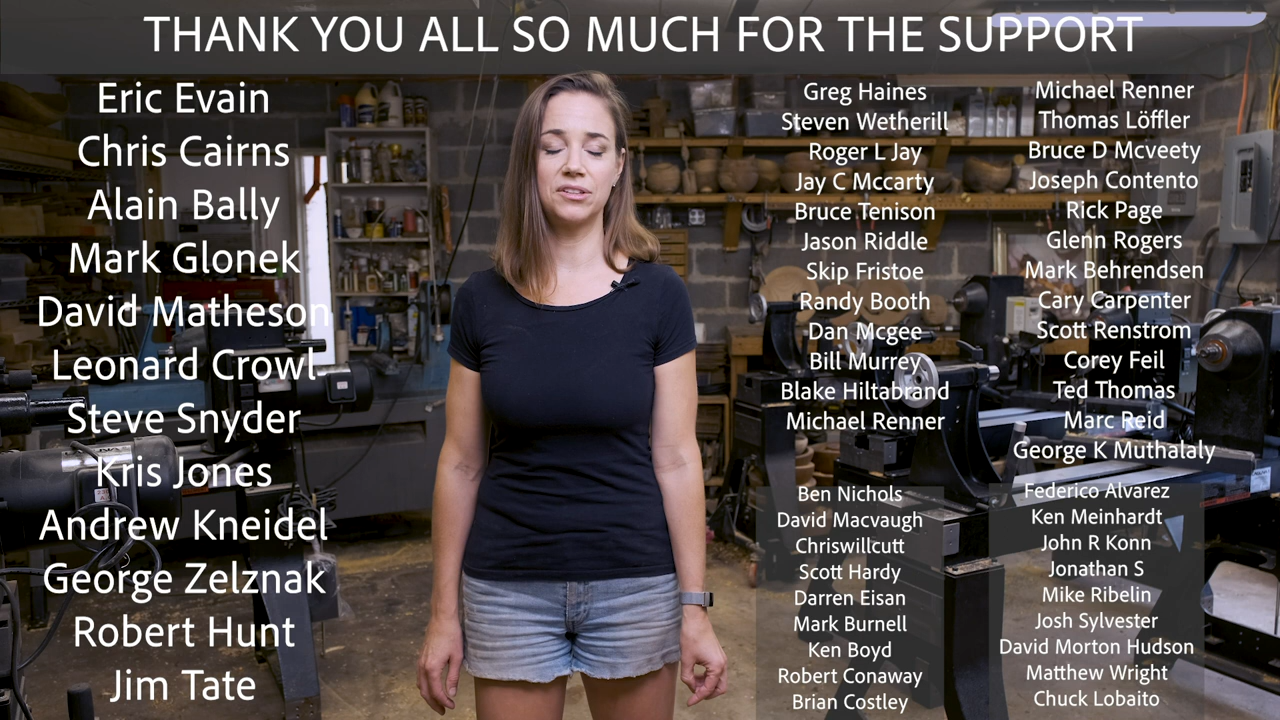 THANK YOU ALL SO MUCH FOR THE SUPPORT
Eric Evain
Chris Cairns
Alain Bally
Mark Glonek
David Matheson
Leonard Crowl
Steve Snyder
Kris Jones
Andrew Kneidel
George Zelznak
Robert Hunt
Jim Tate
Greg Haines
Steven Wetherill
Roger L Jay
Jay C Mccarty
Bruce Tenison
Jason Riddle
Skip Fristoe
Randy Booth
Dan Mcgee
Bill Murrey
Blake Hiltabrand
Michael Renner
Michael Renner
Thomas Löffler
Bruce D Mcveety
Joseph Contento
Rick Page
Glenn Rogers
Mark Behrendsen
Cary Carpenter
Scott Renstrom
Corey Feil
Ted Thomas
Marc Reid
George K Muthalaly
Ben Nichols
David Macvaugh
Chriswillcutt
Scott Hardy
Darren Eisan
Mark Burnell
Ken Boyd
Robert Conaway
Brian Costley
Federico Alvarez
Ken Meinhardt
John R Konn
Jonathan S
Mike Ribelin
Josh Sylvester
David Morton Hudson
Matthew Wright
Chuck Lobaito